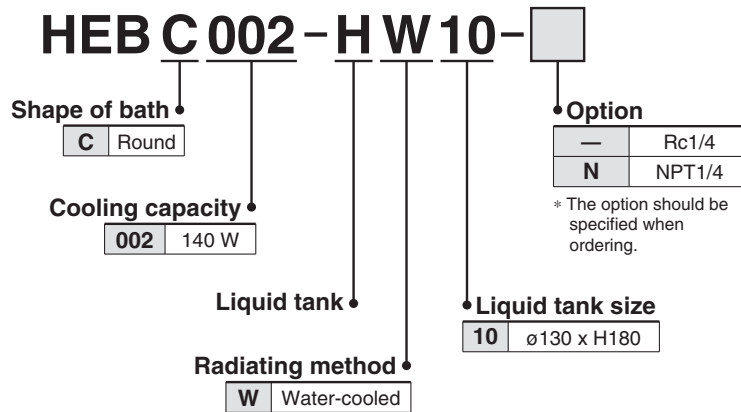 HEB C 002 - H W 10 -
Shape of bath
C Round
Option
— Rc1/4
N NPT1/4
* The option should be
specified when
ordering.
Cooling capacity
002 140 W
Liquid tank
Liquid tank size
10 ø130 x H180
Radiating method
W Water-cooled